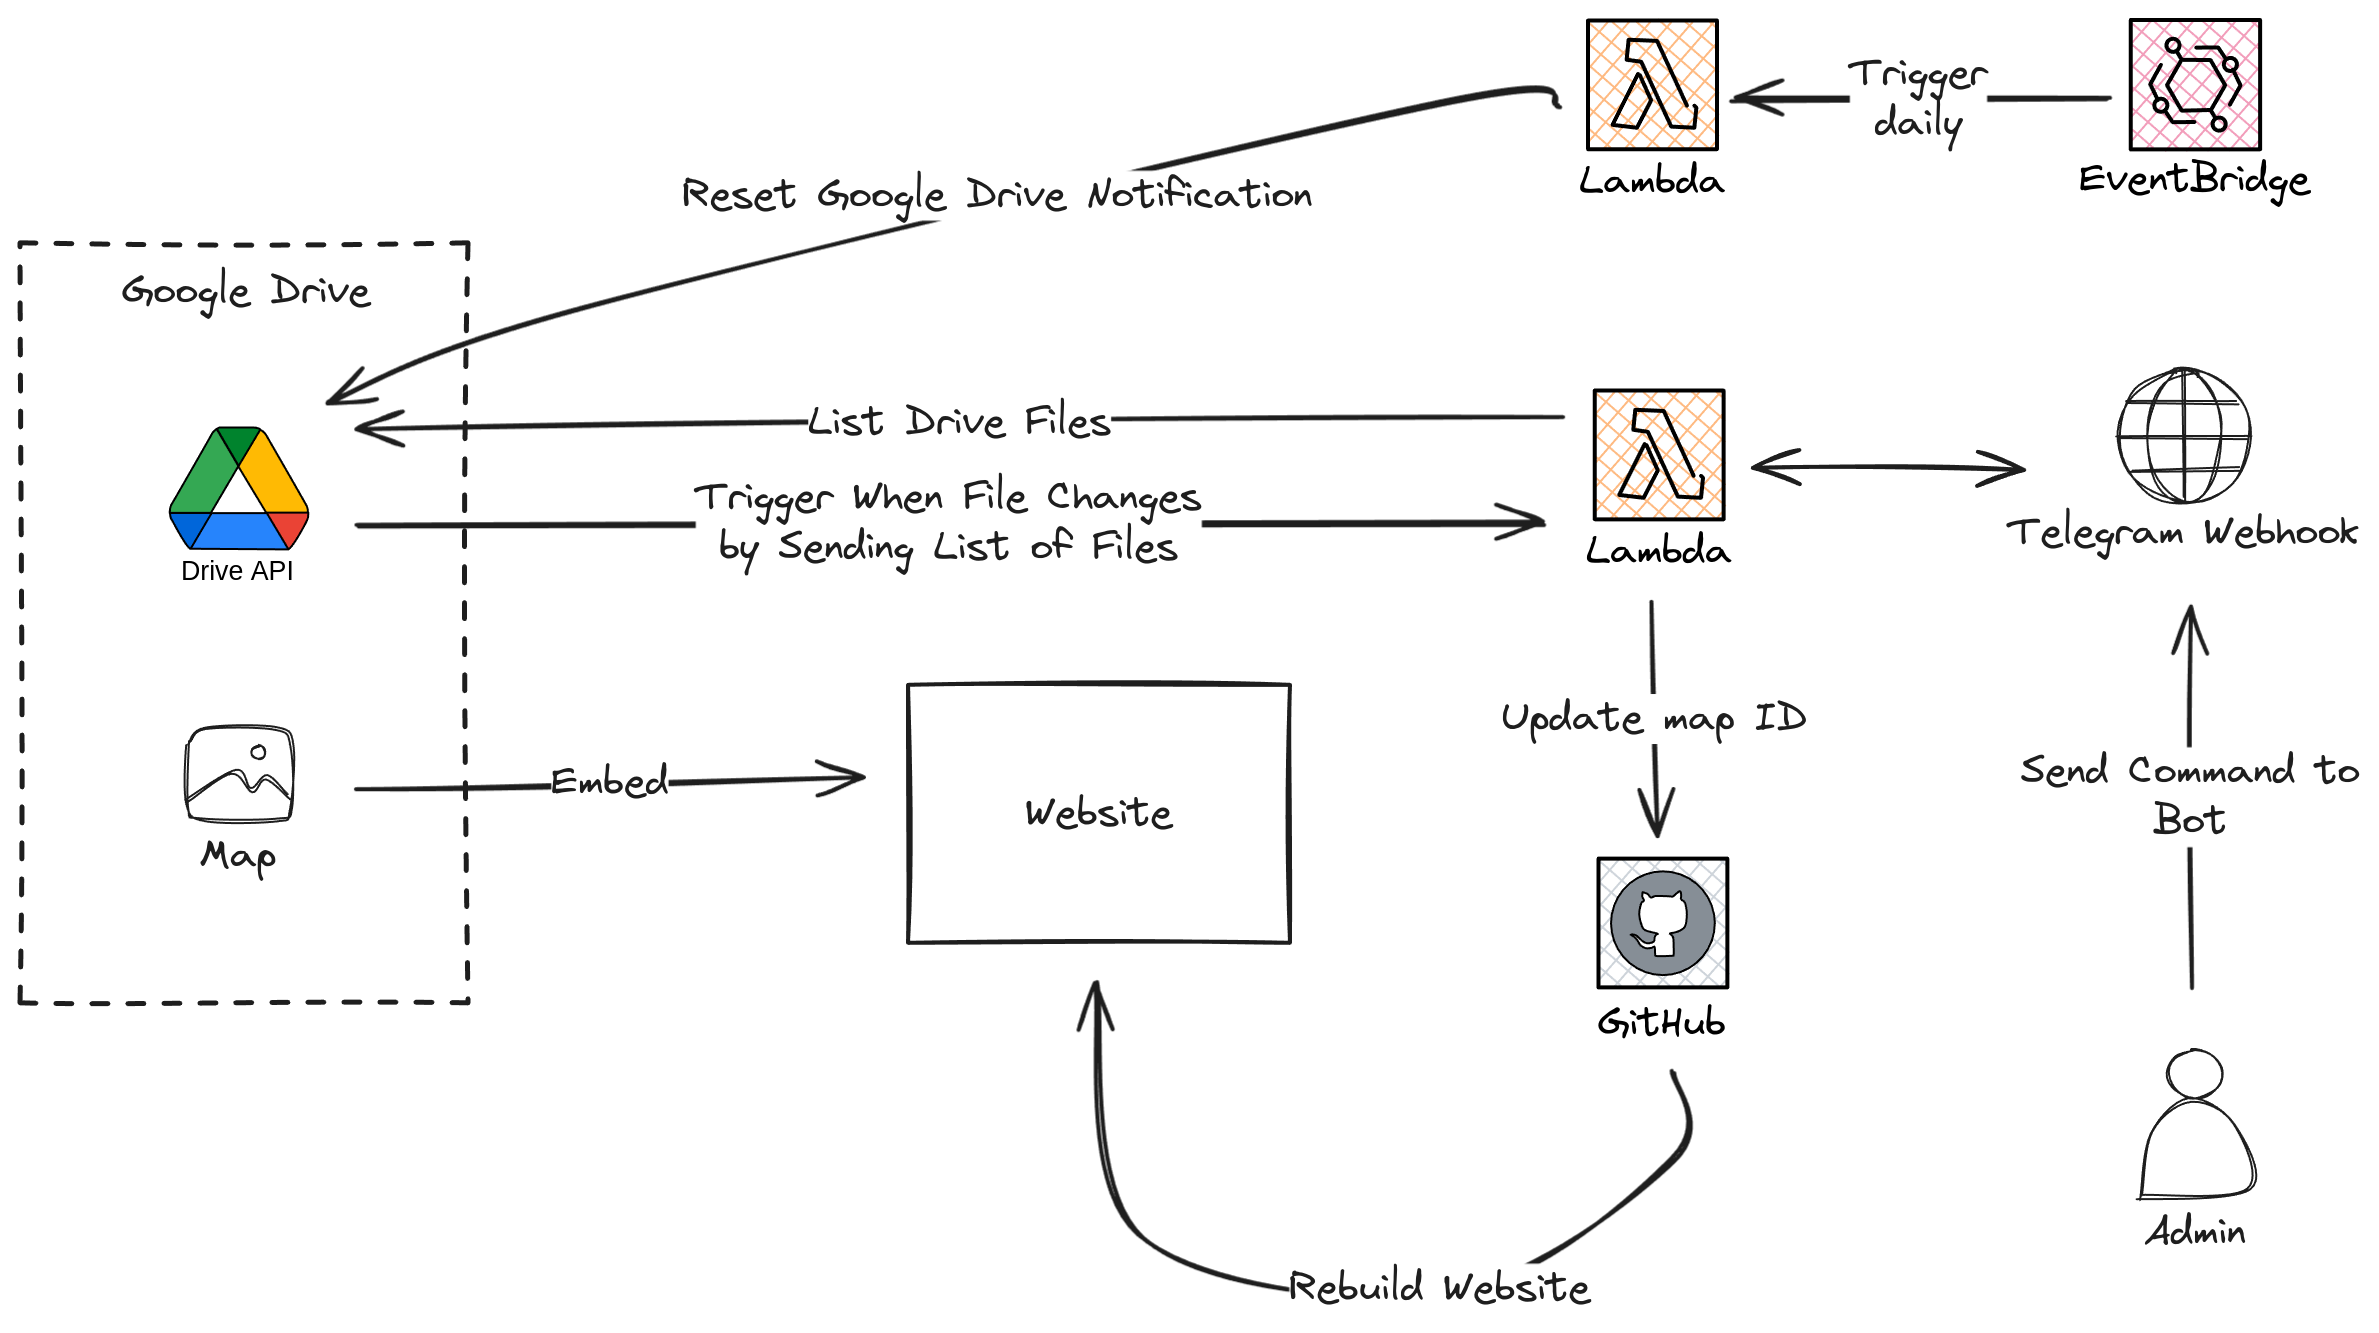 Trigger
daily
Lambda
EventBridge
Reset Google Drive Notification
Google Drive
List Drive Files
Trigger When File Changes
by Sending List of Files
Drive API
Lambda
Telegram Webhook
Update map ID
Embed
Website
Send Command to
Bot
Map
GitHub
Admin
Rebuild Website